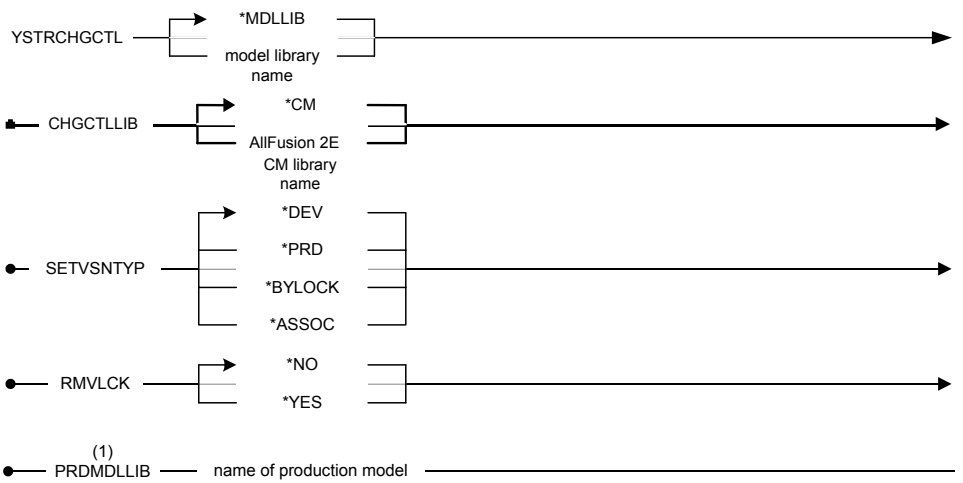 *MDLLIB
YSTRCHGCTL
model library
name
*CM
CHGCTLLIB
AllFusion 2E
CM library
name
*DEV
*PRD
SETVSNTYP
*BYLOCK
*ASSOC
*NO
RMVLCK
*YES
(1)
PRDMDLLIB name of production model